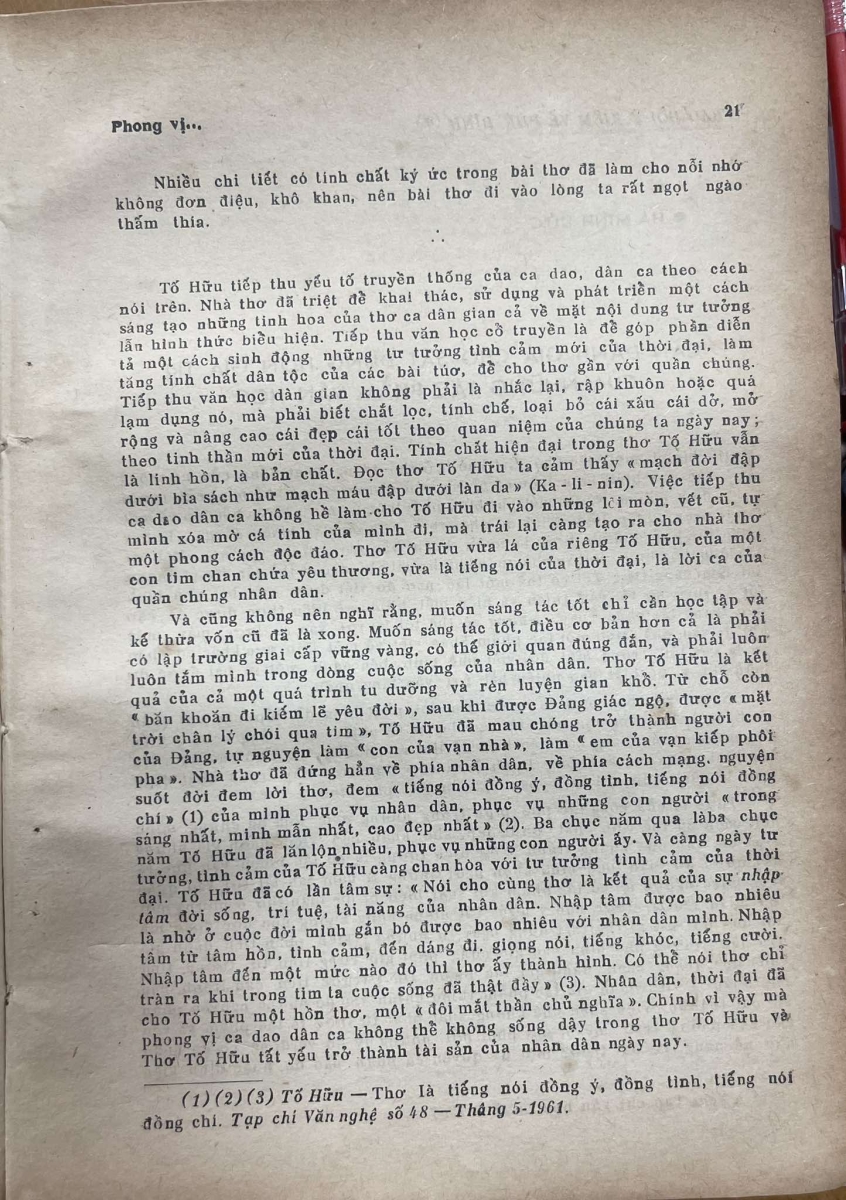 Phong vị...
21
Nhiều chi tiết có tính chất ký ức trong bài thơ đã làm cho nỗi nhớ
không đơn điệu, khô khan, nên bài thơ đi vào lòng ta rất ngọt ngào
thấm thía.
Tố Hữu tiếp thu yếu tố truyền thống của ca dao, dân ca theo cách
nói trên. Nhà thơ đã triệt để khai thác, sử dụng và phát triển một cách
sáng tạo những tinh hoa của thơ ca dân gian cả về mặt nội dung tư tưởng
lẫn hình thức biểu hiện. Tiếp thu văn học cổ truyền là để góp phần diễn
tả một cách sinh động những tư tưởng tình cảm mới của thời đại, làm
tăng tính chất dân tộc của các bài túơ, để cho thơ gần với quần chúng.
Tiếp thu văn học dân gian không phải là nhắc lại, rập khuôn hoặc quá
lạm dụng nó, mà phải biết chắt lọc, tính chế, loại bỏ cái xấu cái dở, mở
rộng và nâng cao cái đẹp cái tốt theo quan niệm của chúng ta ngày nay;
theo tinh thần mới của thời đại. Tính chất hiện đại trong thơ Tố Hữu vẫn
là linh hồn, là bản chất. Đọc thơ Tố Hữu ta cảm thấy « mạch đời đập
dưới bìa sách như mạch máu đập dưới làn da » (Ka - li - nin). Việc tiếp thu
ca dao dân ca không hề làm cho Tố Hữu đi vào những lối mòn, vết cũ, tự
mình xóa mờ cá tính của mình đi, mà trái lại càng tạo ra cho nhà thơ
một phong cách độc đáo. Thơ Tố Hữu vừa lá của riêng Tố Hữu, của một
con tim chan chứa yêu thương, vừa là tiếng nói của thời đại, là lời ca của
quần chúng nhân dân.
Và cũng không nên nghĩ rằng, muốn sáng tác tốt chỉ cần học tập và
kế thừa vốn cũ đã là xong. Muốn sáng tác tốt, điều cơ bản hơn cả là phải
có lập trường giai cấp vững vàng, có thế giới quan đúng đắn, và phải luôn
luôn tắm mình trong dòng cuộc sống của nhân dân. Thơ Tố Hữu là kết
quả của cả một quá trình tu dưỡng và rèn luyện gian khổ. Từ chỗ còn
« băn khoăn đi kiếm lẽ yêu đời », sau khi được Đảng giác ngộ, được « mặt
trời chân lý chói qua tim », Tố Hữu đã mau chóng trở thành người con
của Đảng, tự nguyện làm « con của vạn nhà », làm « em của vạn kiếp phôi
pha ». Nhà thơ đã đứng hẳn về phía nhân dân, về phía cách mạng, nguyện
suốt đời đem lời thơ, đem « tiếng nói đồng ý, đồng tình, tiếng nói đồng
chí » (1) của mình phục vụ nhân dân, phục vụ những con người « trong
sáng nhất, minh mẫn nhất, cao đẹp nhất » (2). Ba chục năm qua làba chục
năm Tố Hữu đã lăn lộn nhiều, phục vụ những con người ấy. Và càng ngày tư
tưởng, tình cảm của Tố Hữu càng chan hòa với tư tưởng tình cảm của thời
đại. Tố Hữu đã có lần tâm sự : « Nói cho cùng thơ là kết quả của sự nhập
tâm đời sống, trí tuệ, tài năng của nhân dân. Nhập tâm được bao nhiêu
là nhờ ở cuộc đời mình gắn bó được bao nhiêu với nhân dân mình. Nhập
tâm từ tâm hồn, tình cảm, đến dáng đi, giọng nói, tiếng khóc, tiếng cười.
Nhập tâm đến một mức nào đó thì thơ ấy thành hình. Có thể nói thơ chỉ
tràn ra khi trong tim ta cuộc sống đã thật đầy » (3). Nhân dân, thời đại đã
cho Tố Hữu một hồn thơ, một « đôi mắt thần chủ nghĩa ». Chính vì vậy mà
phong vị ca dao dân ca không thể không sống dậy trong thơ Tố Hữu và
Thơ Tố Hữu tất yếu trở thành tài sản của nhân dân ngày nay.
(1) (2) (3) Tố Hữu — Thơ là tiếng nói đồng ý, đồng tình, tiếng nói
đồng chí. Tạp chí Văn nghệ số 48 — Tháng 5-1961.